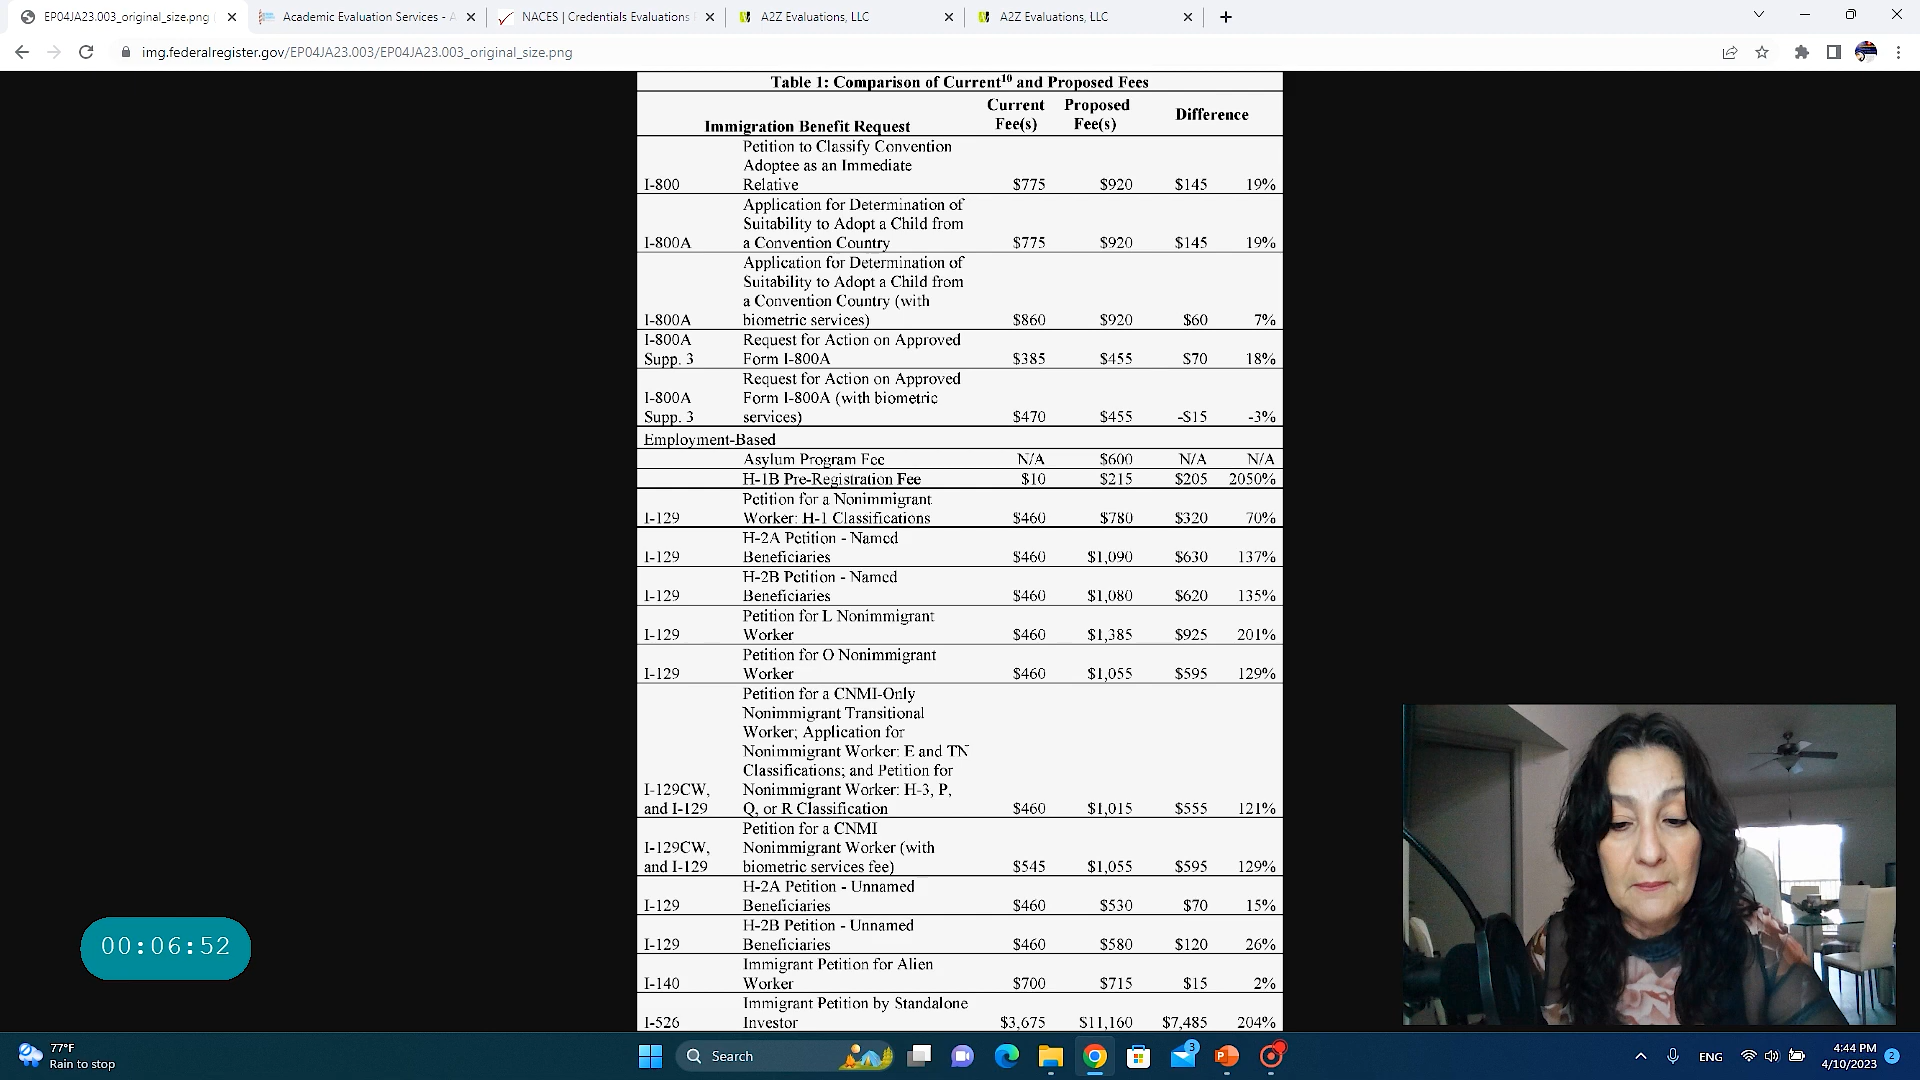 EP04JA23.003_original_size.png
Academic Evaluation Services - A
NACES | Credentials Evaluations
A2Z Evaluations, LLC
A2Z Evaluations, LLC
img.federalregister.gov/EP04JA23.003/EP04JA23.003_original_size.png
Table 1: Comparison of Current10 and Proposed Fees
Immigration Benefit Request Current Fee(s) Proposed Fee(s) Difference
Petition to Classify Convention
Adoptee as an Immediate
I-800 Relative $775 $920 $145 19%
Application for Determination of
Suitability to Adopt a Child from
I-800A a Convention Country $775 $920 $145 19%
Application for Determination of
Suitability to Adopt a Child from
a Convention Country (with
I-800A biometric services) $860 $920 $60 7%
I-800A Request for Action on Approved
Supp. 3 Form I-800A $385 $455 $70 18%
Request for Action on Approved
I-800A Form I-800A (with biometric
Supp. 3 services) $470 $455 -$15 -3%
Employment-Based
Asylum Program Fee N/A $600 N/A N/A
H-1B Pre-Registration Fee $10 $215 $205 2050%
Petition for a Nonimmigrant
I-129 Worker: H-1 Classifications $460 $780 $320 70%
H-2A Petition - Named
I-129 Beneficiaries $460 $1,090 $630 137%
H-2B Petition - Named
I-129 Beneficiaries $460 $1,080 $620 135%
Petition for L Nonimmigrant
I-129 Worker $460 $1,385 $925 201%
Petition for O Nonimmigrant
I-129 Worker $460 $1,055 $595 129%
Petition for a CNMI-Only
Nonimmigrant Transitional
Worker; Application for
Nonimmigrant Worker: E and TN
Classifications; and Petition for
I-129CW, Nonimmigrant Worker: H-3, P,
and I-129 Q, or R Classification $460 $1,015 $555 121%
Petition for a CNMI
I-129CW, Nonimmigrant Worker (with
and I-129 biometric services fee) $545 $1,055 $595 129%
H-2A Petition - Unnamed
I-129 Beneficiaries $460 $530 $70 15%
H-2B Petition - Unnamed
I-129 Beneficiaries $460 $580 $120 26%
Immigrant Petition for Alien
I-140 Worker $700 $715 $15 2%
Immigrant Petition by Standalone
I-526 Investor $3,675 $11,160 $7,485 204%
00:06:52
77°F
Rain to stop
Search
3
ENG
4:44 PM
4/10/2023
2